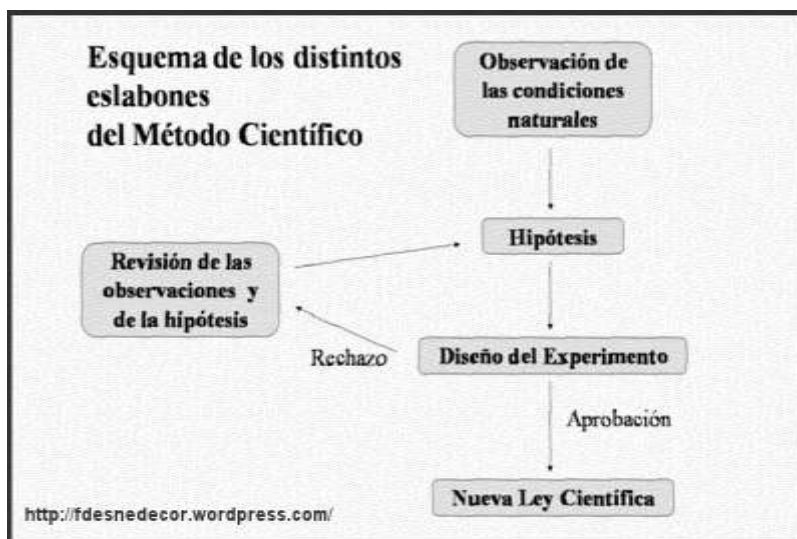 Esquema de los distintos
eslabones
del Método Científico
Observación de
las condiciones
naturales
Hipótesis
Revisión de las
observaciones y
de la hipótesis
Rechazo
Diseño del Experimento
Aprobación
Nueva Ley Científica
http://fdesnedecor.wordpress.com/